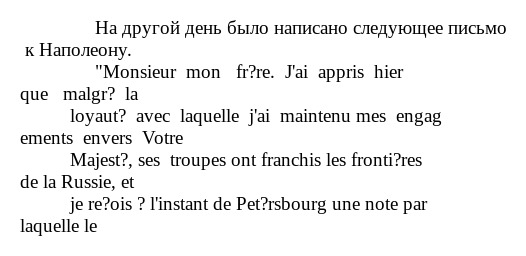 На другой день было написано следующее письмо
к Наполеону.
"Monsieur mon fr?re. J'ai appris hier
que malgr? la
loyaut? avec laquelle j'ai maintenu mes engag
ements envers Votre
Majest?, ses troupes ont franchis les fronti?res
de la Russie, et
je re?ois ? l'instant de Pet?rsbourg une note par
laquelle le